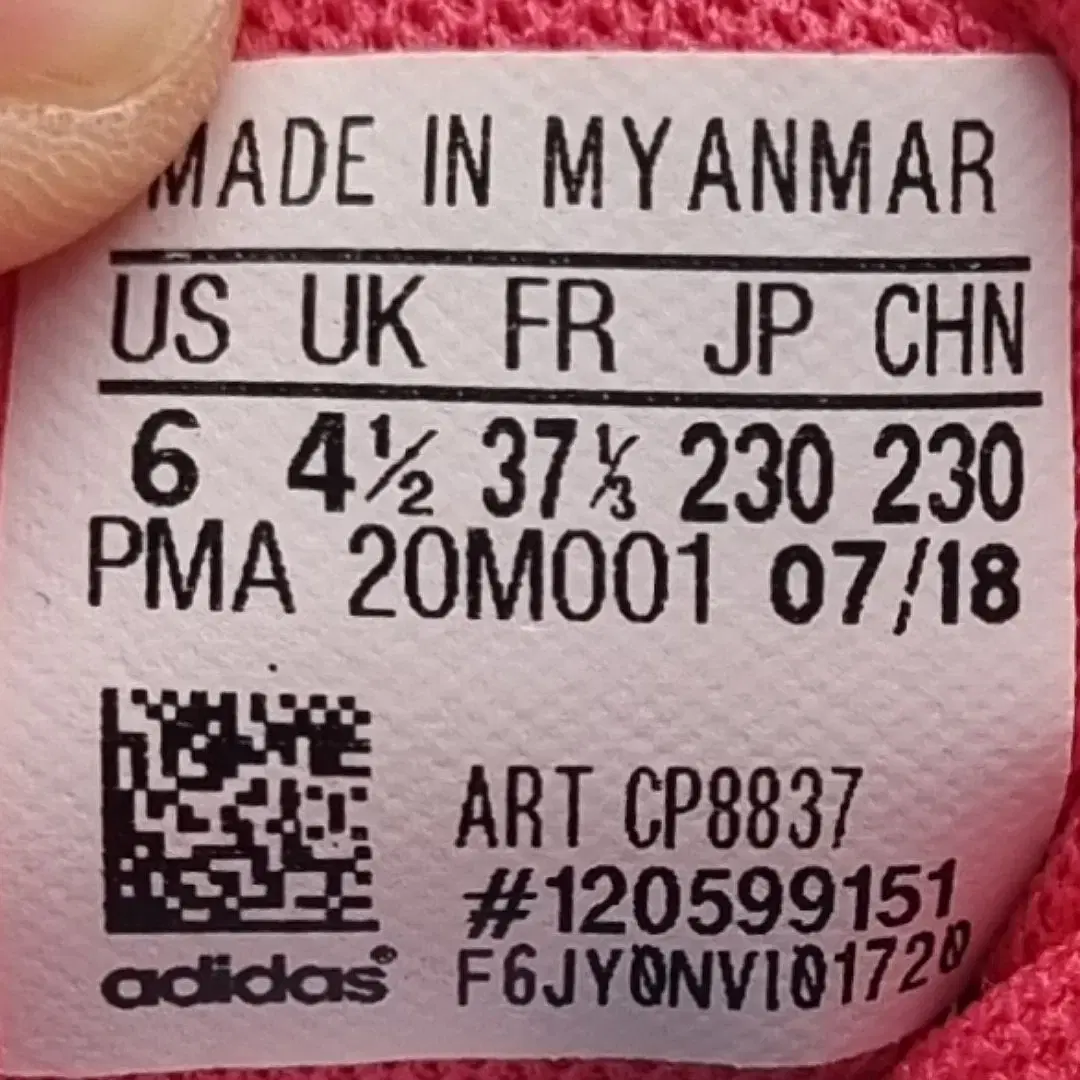 MADE IN MYANMAR
US UK FR JP CHN
6 4½ 37⅓ 230 230
PMA 20M001 07/18
ART CP8837
#120599151
adidas® F6JY0NVI01720